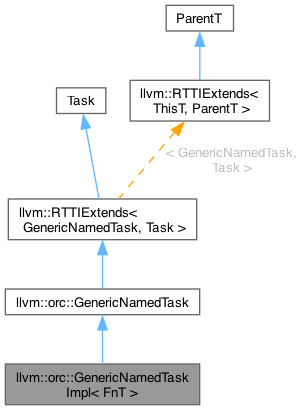 ParentT
llvm::RTTIExtends<
ThisT, ParentT >
Task
< GenericNamedTask,
Task >
llvm::RTTIExtends<
GenericNamedTask, Task >
llvm::orc::GenericNamedTask
llvm::orc::GenericNamedTask
Impl< FnT >